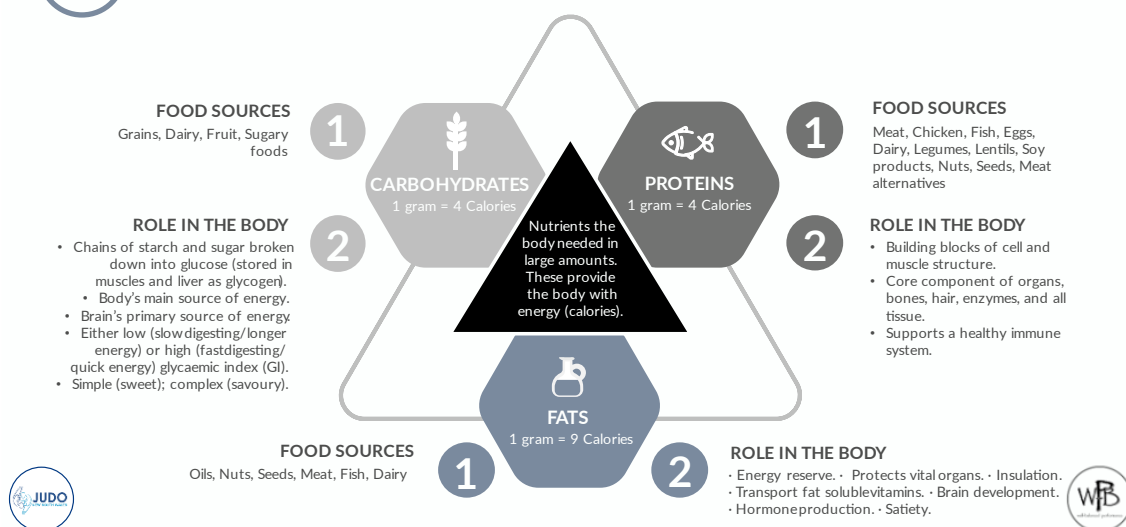 FOOD SOURCES
1
Grains, Dairy, Fruit, Sugary
foods
ROLE IN THE BODY
2
• Chains of starch and sugar broken
down into glucose (stored in
muscles and liver as glycogen).
• Body's main source of energy.
• Brain's primary source of energy.
• Either low (slow digesting/longer
energy) or high (fast digesting/
quick energy) glycaemic index (GI).
• Simple (sweet); complex (savoury).
CARBOHYDRATES
1 gram = 4 Calories
Nutrients the
body needed in
large amounts.
These provide
the body with
energy (calories).
PROTEINS
1 gram = 4 Calories
1
FOOD SOURCES
Meat, Chicken, Fish, Eggs,
Dairy, Legumes, Lentils, Soy
products, Nuts, Seeds, Meat
alternatives
2
ROLE IN THE BODY
• Building blocks of cell and
muscle structure.
• Core component of organs,
bones, hair, enzymes, and all
tissue.
• Supports a healthy immune
system.
FATS
1 gram = 9 Calories
FOOD SOURCES
1
Oils, Nuts, Seeds, Meat, Fish, Dairy
2
ROLE IN THE BODY
· Energy reserve. · Protects vital organs. · Insulation.
· Transport fat soluble vitamins. · Brain development.
· Hormone production. · Satiety.
JUDO
WPB